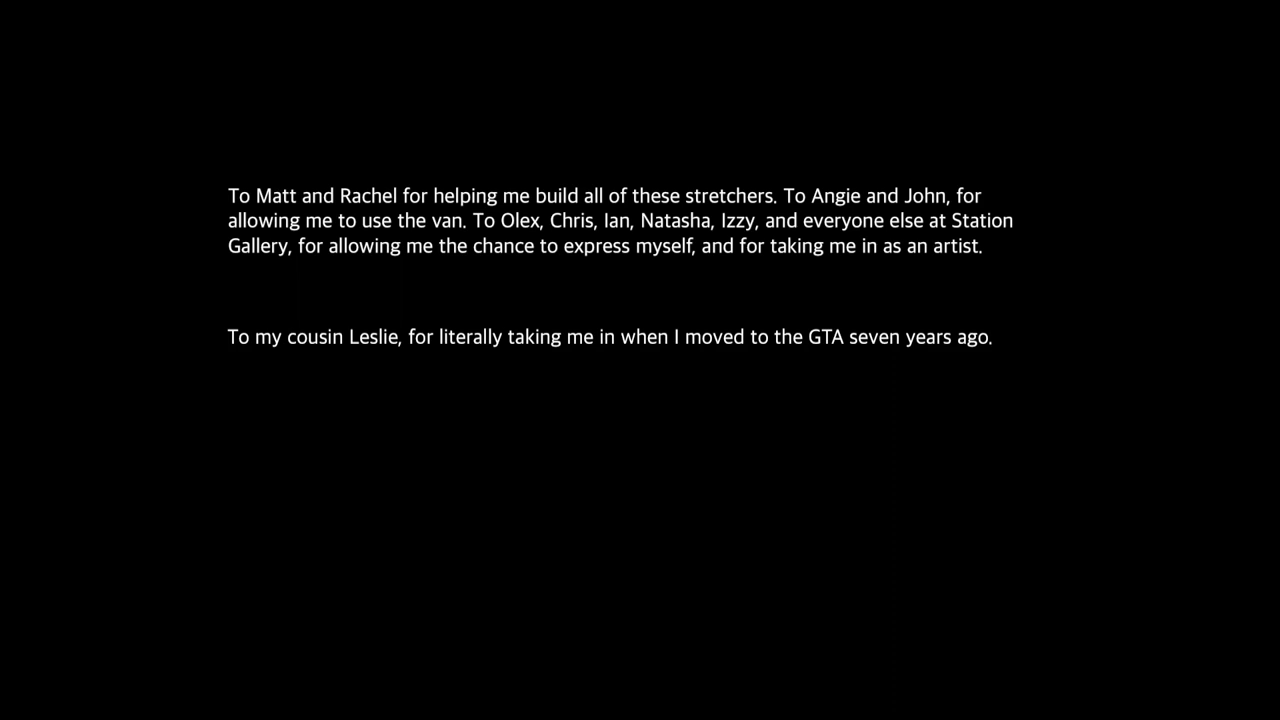 To Matt and Rachel for helping me build all of these stretchers. To Angie and John, for
allowing me to use the van. To Olex, Chris, Ian, Natasha, Izzy, and everyone else at Station
Gallery, for allowing me the chance to express myself, and for taking me in as an artist.
To my cousin Leslie, for literally taking me in when I moved to the GTA seven years ago.